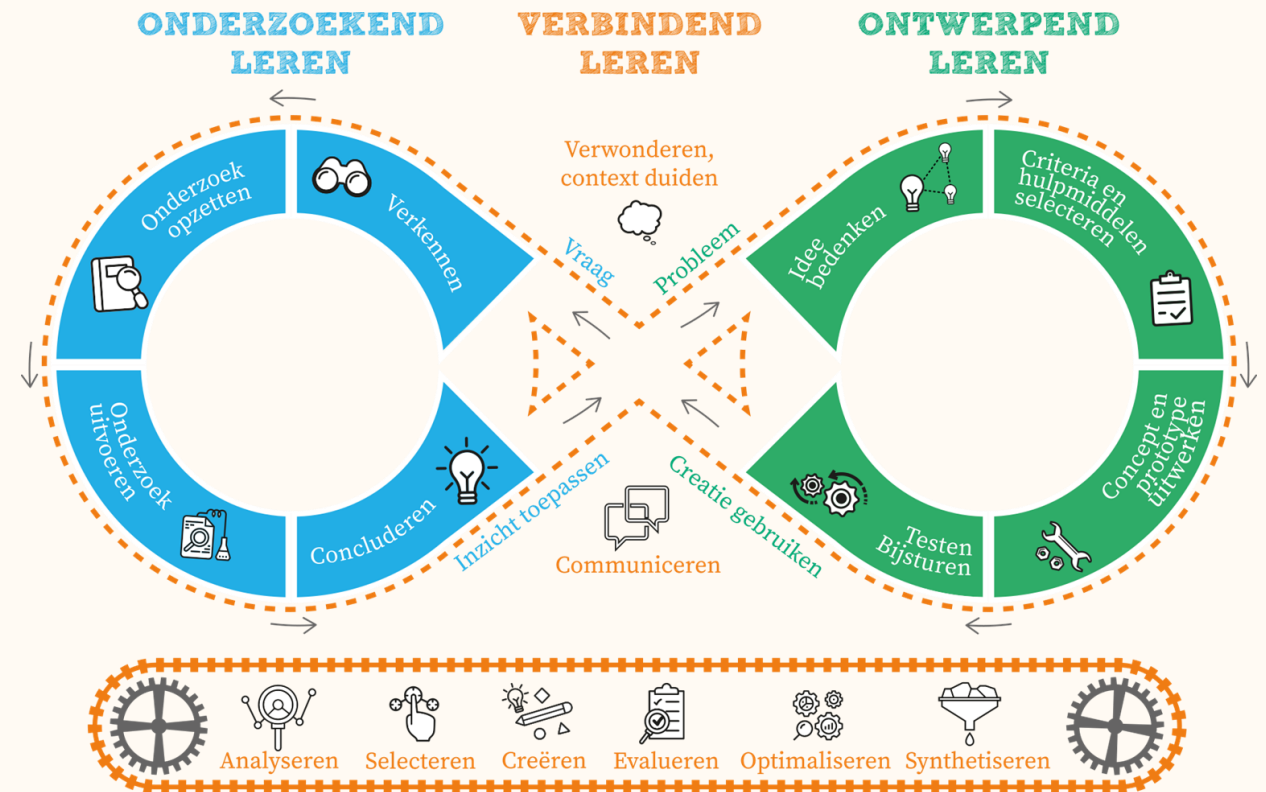 ONDERZOEKEND
LEREN
VERBINDEND
LEREN
ONTWERPEND
LEREN
Verwonderen,
context duiden
Vraag
Probleem
Verkennen
Onderzoek
opzetten
Onderzoek
uitvoeren
Concluderen
Inzicht toepassen
Idee
bedenken
Criteria en
hulpmiddelen
selecteren
Concept en
prototype
uitwerken
Testen
Bijsturen
Creatie gebruiken
Communiceren
Analyseren
Selecteren
Creëren
Evalueren
Optimaliseren
Synthetiseren